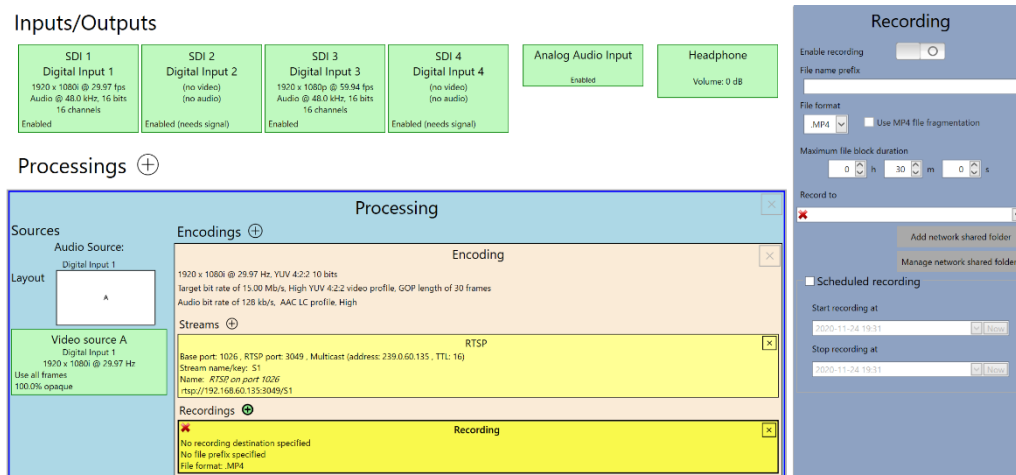 Inputs/Outputs
SDI 1
Digital Input 1
1920 x 1080i @ 29.97 fps
Audio @ 48.0 kHz, 16 bits
16 channels
Enabled
SDI 2
Digital Input 2
(no video)
(no audio)
Enabled (needs signal)
SDI 3
Digital Input 3
1920 x 1080p @ 59.94 fps
Audio @ 48.0 kHz, 16 bits
16 channels
Enabled
SDI 4
Digital Input 4
(no video)
(no audio)
Enabled (needs signal)
Analog Audio Input
Enabled
Headphone
Volume: 0 dB
Processings
Processing
Sources
Audio Source:
Digital Input 1
Layout
A
Video source A
Digital Input 1
1920 x 1080i @ 29.97 Hz
Use all frames
100.0% opaque
Encodings
Encoding
1920 x 1080i @ 29.97 Hz, YUV 4:2:2 10 bits
Target bit rate of 15.00 Mb/s, High YUV 4:2:2 video profile, GOP length of 30 frames
Audio bit rate of 128 kb/s, AAC LC profile, High
Streams
RTSP
Base port: 1026 , RTSP port: 3049 , Multicast (address: 239.0.60.135 , TTL: 16)
Stream name/key: S1
Name: RTSP, on port 1026
rtsp://192.168.60.135:3049/S1
Recordings
Recording
No recording destination specified
No file prefix specified
File format: .MP4
Recording
Enable recording
File name prefix
File format
.MP4
Use MP4 file fragmentation
Maximum file block duration
0 h 30 m 0 s
Record to
Add network shared folder
Manage network shared folder
Scheduled recording
Start recording at
2020-11-24 19:31
Now
Stop recording at
2020-11-24 19:31
Now